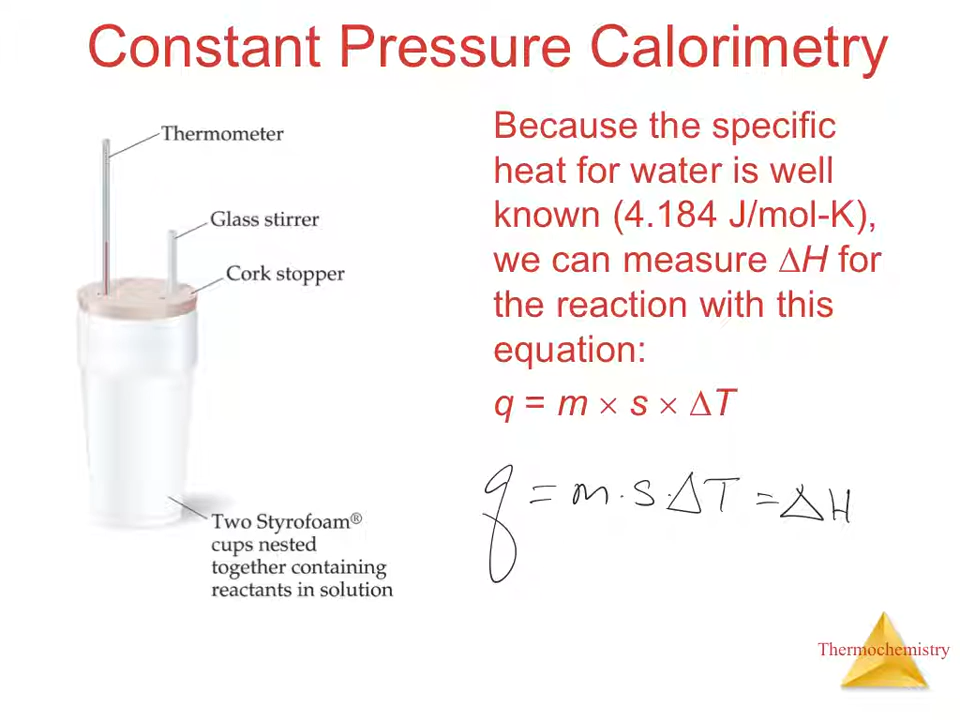 Constant Pressure Calorimetry
Thermometer
Glass stirrer
Cork stopper
Two Styrofoam®
cups nested
together containing
reactants in solution
Because the specific
heat for water is well
known (4.184 J/mol-K),
we can measure ΔH for
the reaction with this
equation:
q = m × s × ΔT
q = m · s · ΔT = ΔH
Thermochemistry